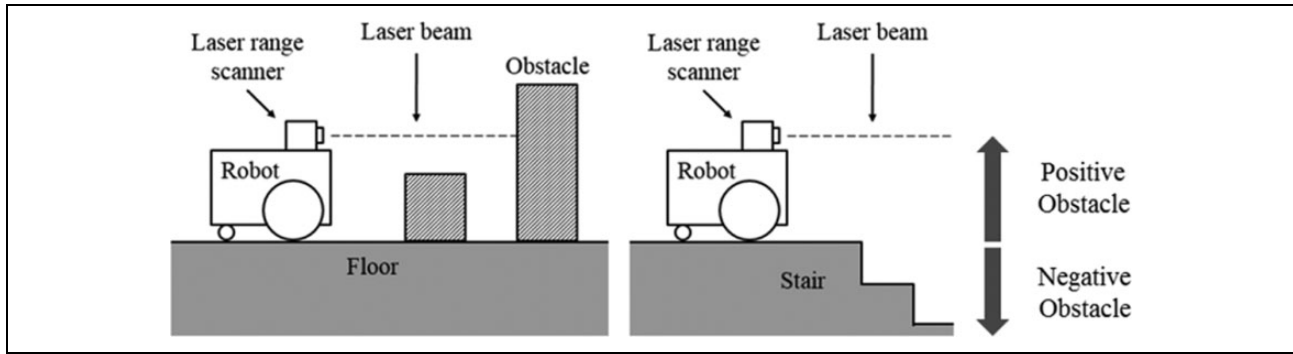 Laser range
scanner
Laser beam
Obstacle
Robot
Floor
Laser range
scanner
Laser beam
Robot
Stair
Positive
Obstacle
Negative
Obstacle